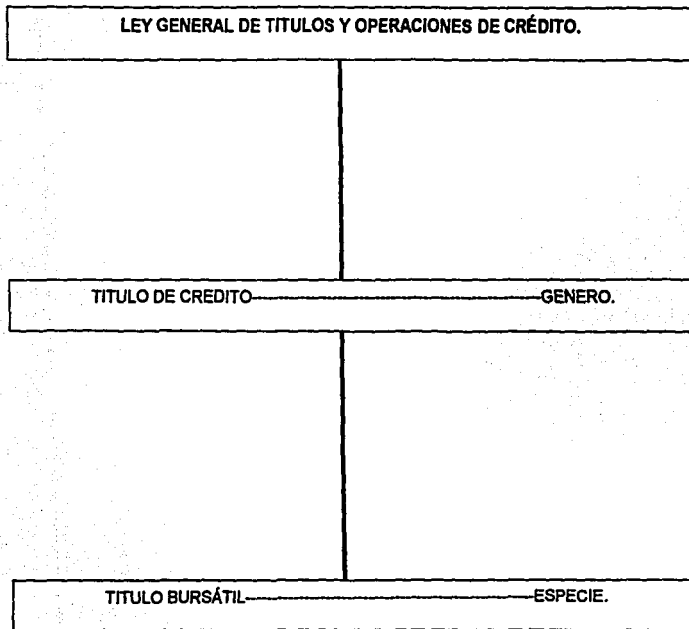 LEY GENERAL DE TITULOS Y OPERACIONES DE CRÉDITO.
TITULO DE CREDITO-----------------------------------GENERO.
TITULO BURSÁTIL-----------------------------------ESPECIE.